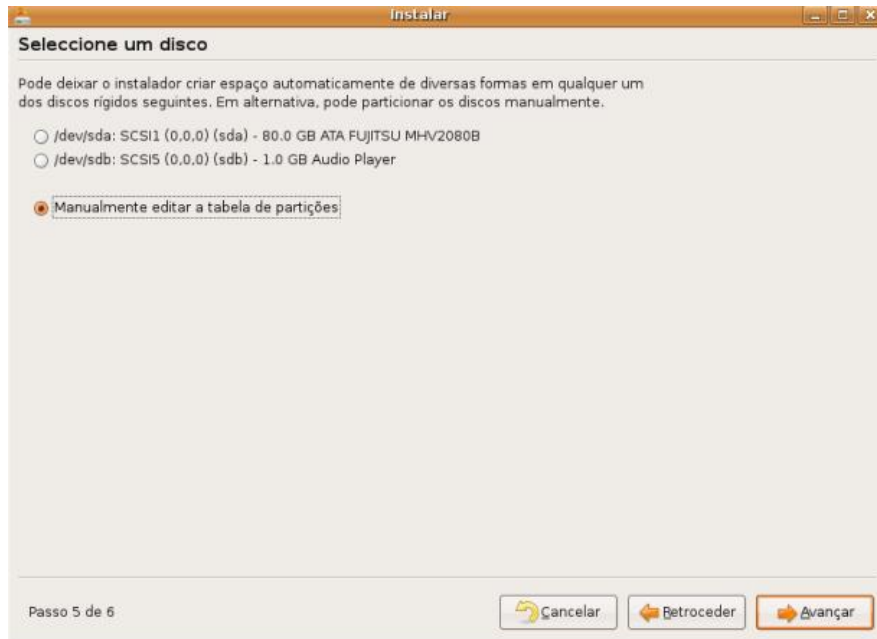 Instalar
Seleccione um disco
Pode deixar o instalador criar espaço automaticamente de diversas formas em qualquer um
dos discos rígidos seguintes. Em alternativa, pode particionar os discos manualmente.
/dev/sda: SCSI1 (0,0,0) (sda) - 80.0 GB ATA FUJITSU MHV2080B
/dev/sdb: SCSI5 (0,0,0) (sdb) - 1.0 GB Audio Player
Manualmente editar a tabela de partições
Passo 5 de 6
Cancelar
Retroceder
Avançar